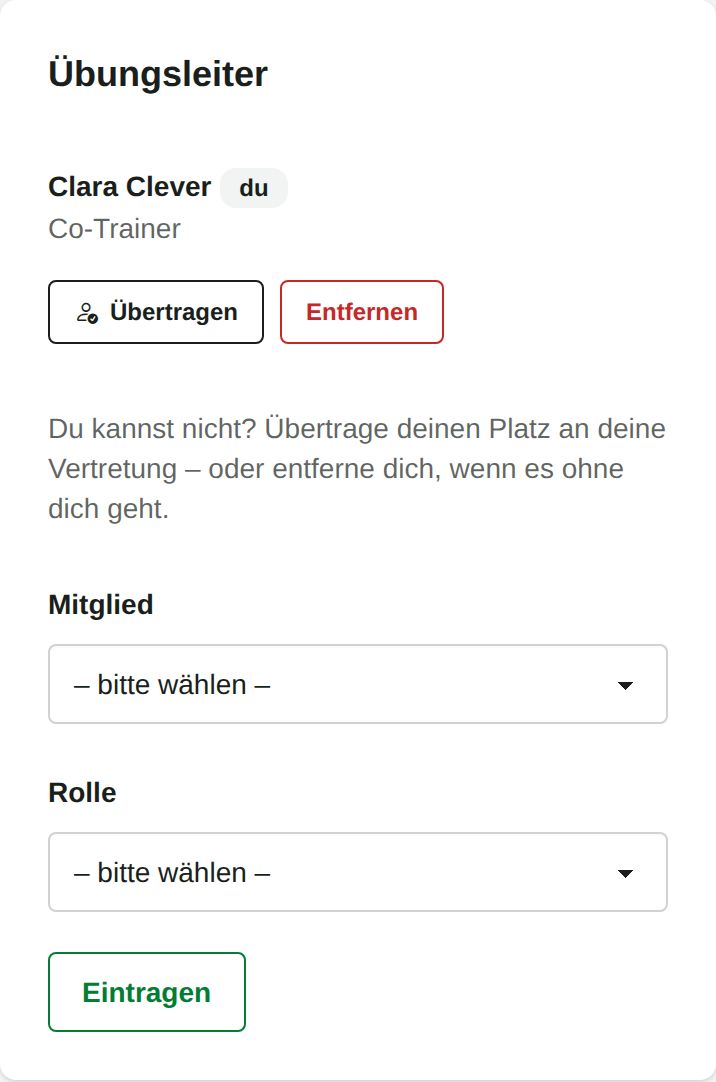 Übungsleiter
Clara Clever du
Co-Trainer
Übertragen Entfernen
Du kannst nicht? Übertrage deinen Platz an deine
Vertretung – oder entferne dich, wenn es ohne
dich geht.
Mitglied
– bitte wählen –
Rolle
– bitte wählen –
Eintragen